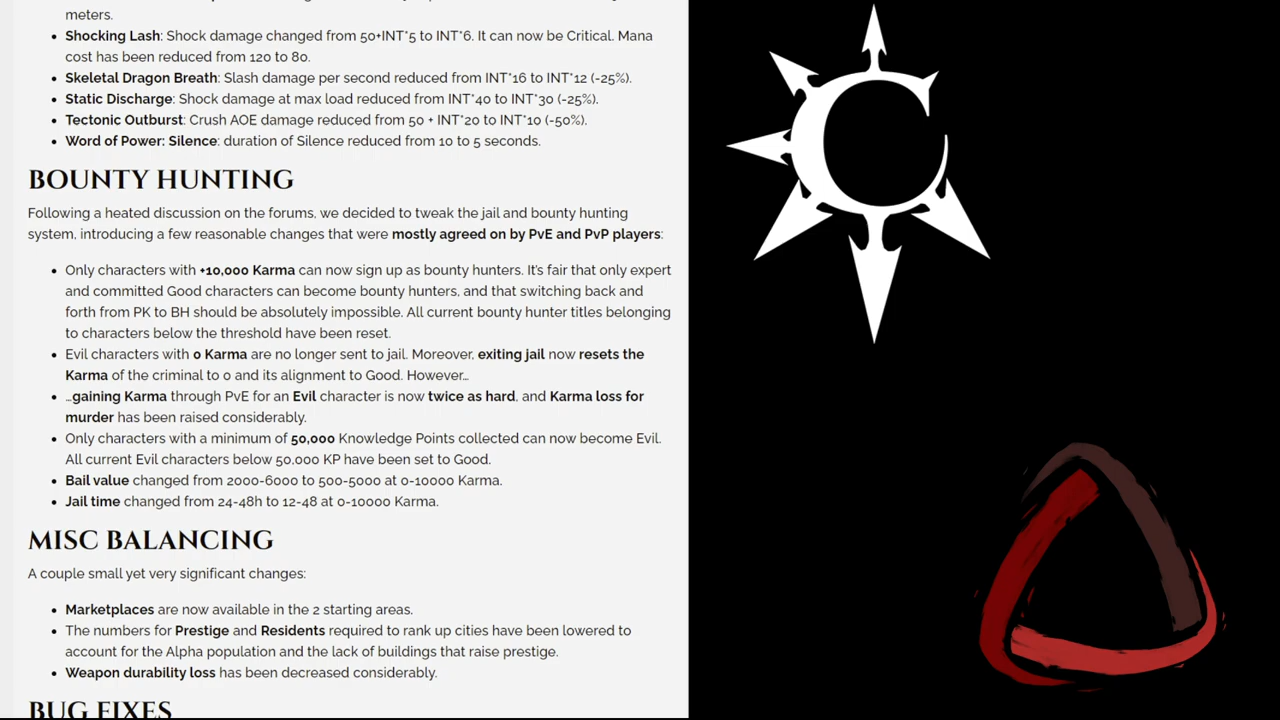 meters.
• Shocking Lash: Shock damage changed from 50+INT*5 to INT*6. It can now be Critical. Mana
cost has been reduced from 120 to 80.
• Skeletal Dragon Breath: Slash damage per second reduced from INT*16 to INT*12 (-25%).
• Static Discharge: Shock damage at max load reduced from INT*40 to INT*30 (-25%).
• Tectonic Outburst: Crush AOE damage reduced from 50 + INT*20 to INT*10 (-50%).
• Word of Power: Silence: duration of Silence reduced from 10 to 5 seconds.
BOUNTY HUNTING
Following a heated discussion on the forums, we decided to tweak the jail and bounty hunting
system, introducing a few reasonable changes that were mostly agreed on by PvE and PvP players:
• Only characters with +10,000 Karma can now sign up as bounty hunters. It's fair that only expert
and committed Good characters can become bounty hunters, and that switching back and
forth from PK to BH should be absolutely impossible. All current bounty hunter titles belonging
to characters below the threshold have been reset.
• Evil characters with 0 Karma are no longer sent to jail. Moreover, exiting jail now resets the
Karma of the criminal to 0 and its alignment to Good. However…
• …gaining Karma through PvE for an Evil character is now twice as hard, and Karma loss for
murder has been raised considerably.
• Only characters with a minimum of 50,000 Knowledge Points collected can now become Evil.
All current Evil characters below 50,000 KP have been set to Good.
• Bail value changed from 2000-6000 to 500-5000 at 0-10000 Karma.
• Jail time changed from 24-48h to 12-48 at 0-10000 Karma.
MISC BALANCING
A couple small yet very significant changes:
• Marketplaces are now available in the 2 starting areas.
• The numbers for Prestige and Residents required to rank up cities have been lowered to
account for the Alpha population and the lack of buildings that raise prestige.
• Weapon durability loss has been decreased considerably.
BUG FIXES